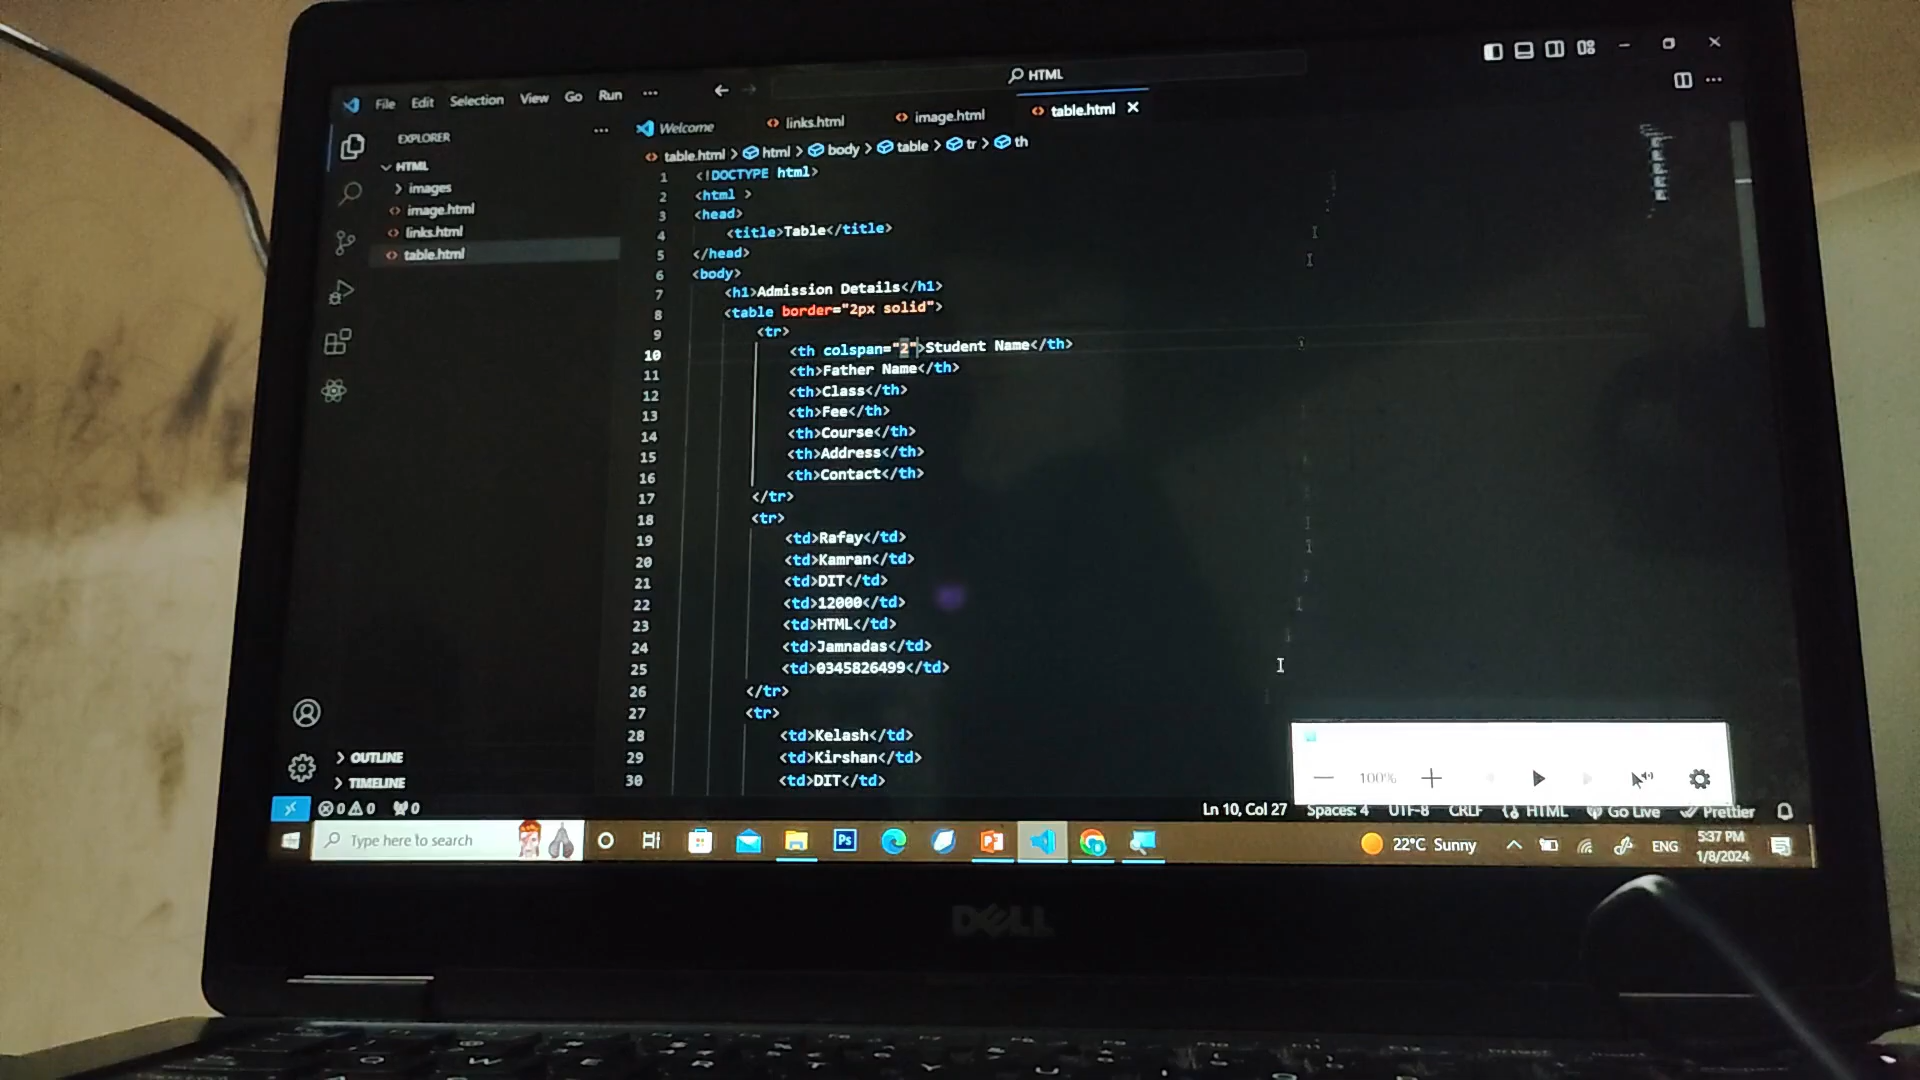 File Edit Selection View Go Run ··· HTML
EXPLORER ···
HTML
images
image.html
links.html
table.html
OUTLINE
TIMELINE
Welcome links.html image.html table.html
table.html > html > body > table > tr > th
1 <!DOCTYPE html>
2 <html >
3 <head>
4 <title>Table</title>
5 </head>
6 <body>
7 <h1>Admission Details</h1>
8 <table border="2px solid">
9 <tr>
10 <th colspan="2">Student Name</th>
11 <th>Father Name</th>
12 <th>Class</th>
13 <th>Fee</th>
14 <th>Course</th>
15 <th>Address</th>
16 <th>Contact</th>
17 </tr>
18 <tr>
19 <td>Rafay</td>
20 <td>Kamran</td>
21 <td>DIT</td>
22 <td>12000</td>
23 <td>HTML</td>
24 <td>Jamnadas</td>
25 <td>0345826499</td>
26 </tr>
27 <tr>
28 <td>Kelash</td>
29 <td>Kirshan</td>
30 <td>DIT</td>
100%
0 0 0 Ln 10, Col 27 Spaces: 4 UTF-8 CRLF HTML Go Live Prettier
Type here to search Ps 22°C Sunny ENG 5:37 PM
1/8/2024
DELL